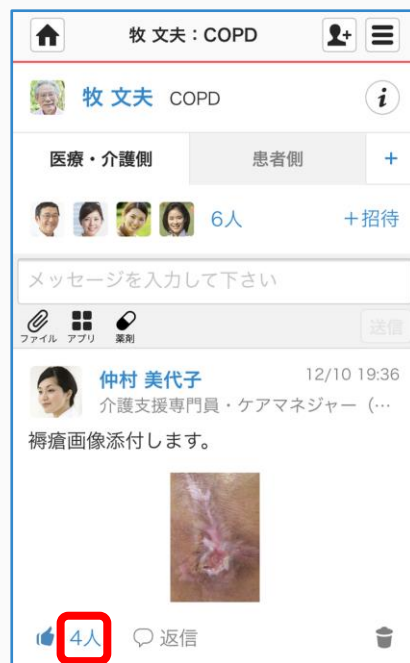 牧 文夫：COPD
牧 文夫 COPD
医療・介護側 患者側 +
6人 +招待
メッセージを入力して下さい
ファイル アプリ 薬剤 送信
仲村 美代子 12/10 19:36
介護支援専門員・ケアマネジャー（…
褥瘡画像添付します。
4人 返信